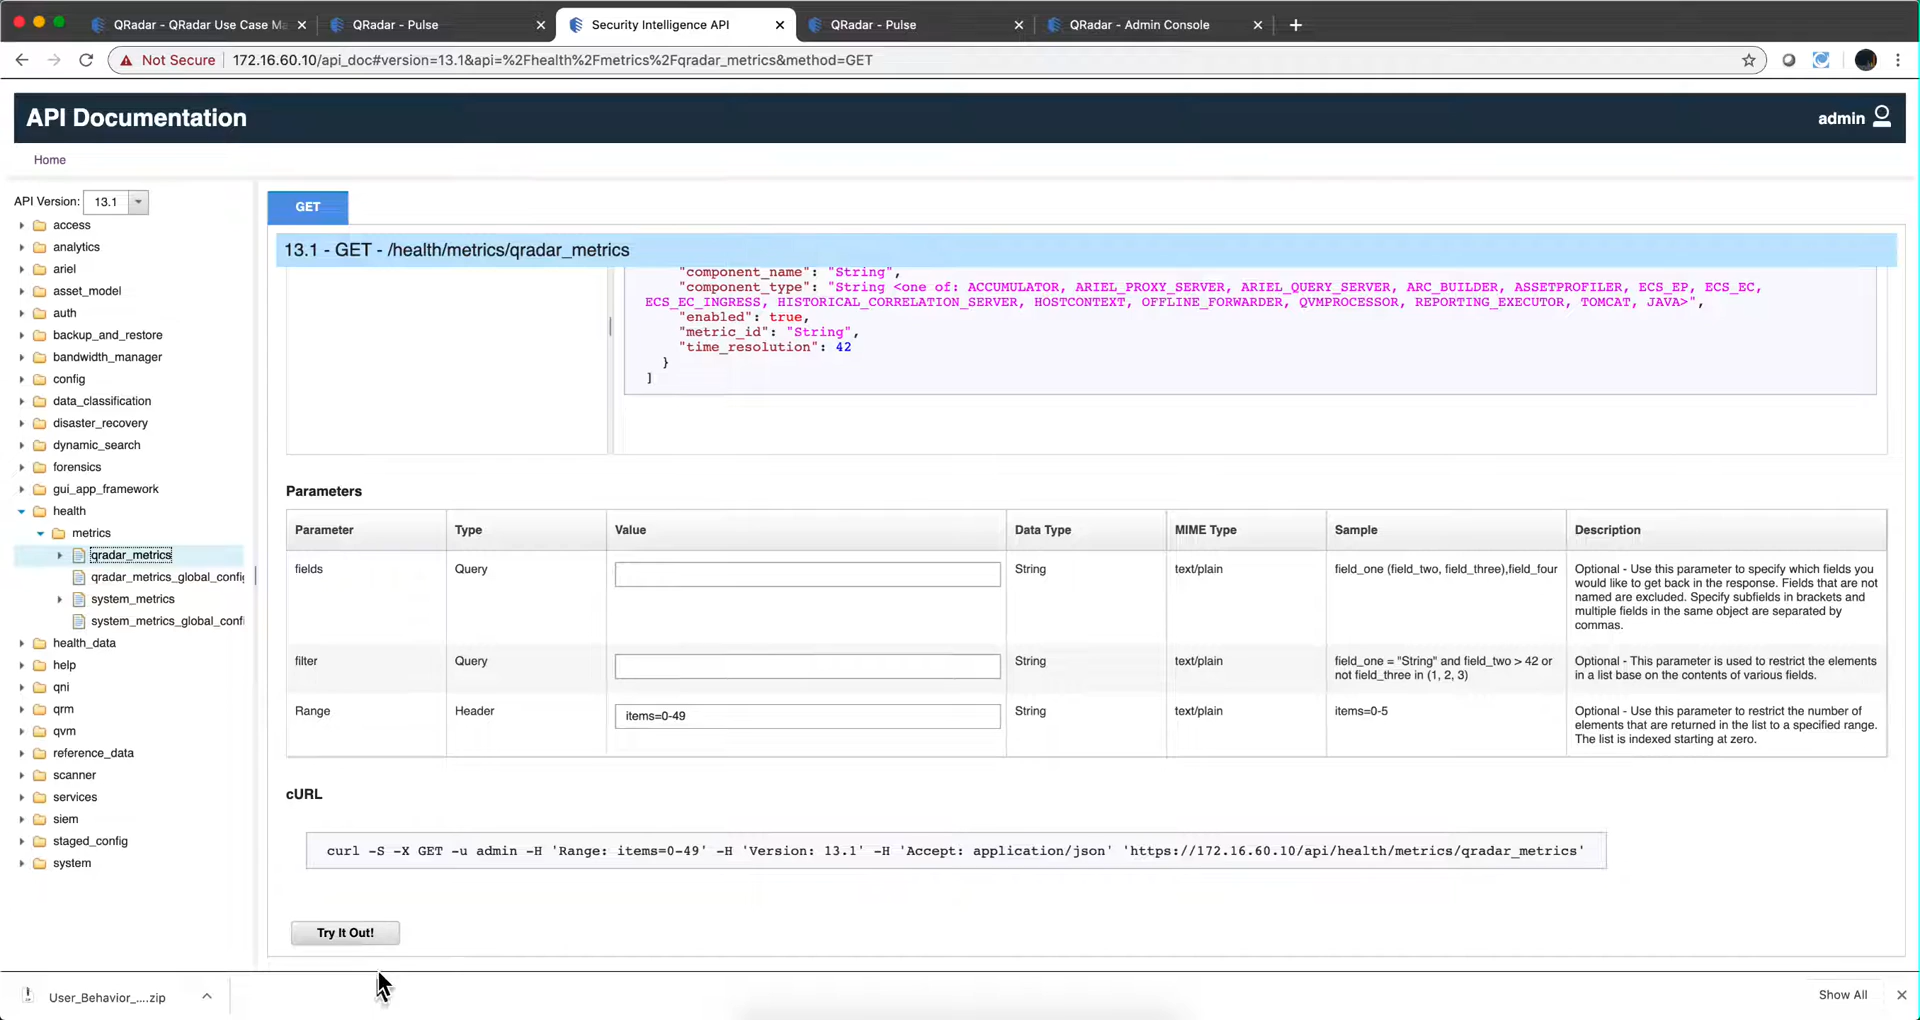 QRadar - QRadar Use Case Ma
QRadar - Pulse
Security Intelligence API
QRadar - Pulse
QRadar - Admin Console
Not Secure
172.16.60.10/api_doc#version=13.1&api=%2Fhealth%2Fmetrics%2Fqradar_metrics&method=GET
API Documentation
admin
Home
API Version: 13.1
access
analytics
ariel
asset_model
auth
backup_and_restore
bandwidth_manager
config
data_classification
disaster_recovery
dynamic_search
forensics
gui_app_framework
health
metrics
qradar_metrics
qradar_metrics_global_config
system_metrics
system_metrics_global_confi
health_data
help
qni
qrm
qvm
reference_data
scanner
services
siem
staged_config
system
GET
13.1 - GET - /health/metrics/qradar_metrics
"component_name": "String",
"component_type": "String <one of: ACCUMULATOR, ARIEL_PROXY_SERVER, ARIEL_QUERY_SERVER, ARC_BUILDER, ASSETPROFILER, ECS_EP, ECS_EC,
ECS_EC_INGRESS, HISTORICAL_CORRELATION_SERVER, HOSTCONTEXT, OFFLINE_FORWARDER, QVMPROCESSOR, REPORTING_EXECUTOR, TOMCAT, JAVA>",
"enabled": true,
"metric_id": "String",
"time_resolution": 42
}
]
Parameters
Parameter Type Value Data Type MIME Type Sample Description
fields Query String text/plain field_one (field_two, field_three),field_four
Optional - Use this parameter to specify which fields you
would like to get back in the response. Fields that are not
named are excluded. Specify subfields in brackets and
multiple fields in the same object are separated by
commas.
filter Query String text/plain field_one = "String" and field_two > 42 or
not field_three in (1, 2, 3)
Optional - This parameter is used to restrict the elements
in a list base on the contents of various fields.
Range Header items=0-49 String text/plain items=0-5
Optional - Use this parameter to restrict the number of
elements that are returned in the list to a specified range.
The list is indexed starting at zero.
cURL
curl -S -X GET -u admin -H 'Range: items=0-49' -H 'Version: 13.1' -H 'Accept: application/json' 'https://172.16.60.10/api/health/metrics/qradar_metrics'
Try It Out!
User_Behavior_....zip
Show All